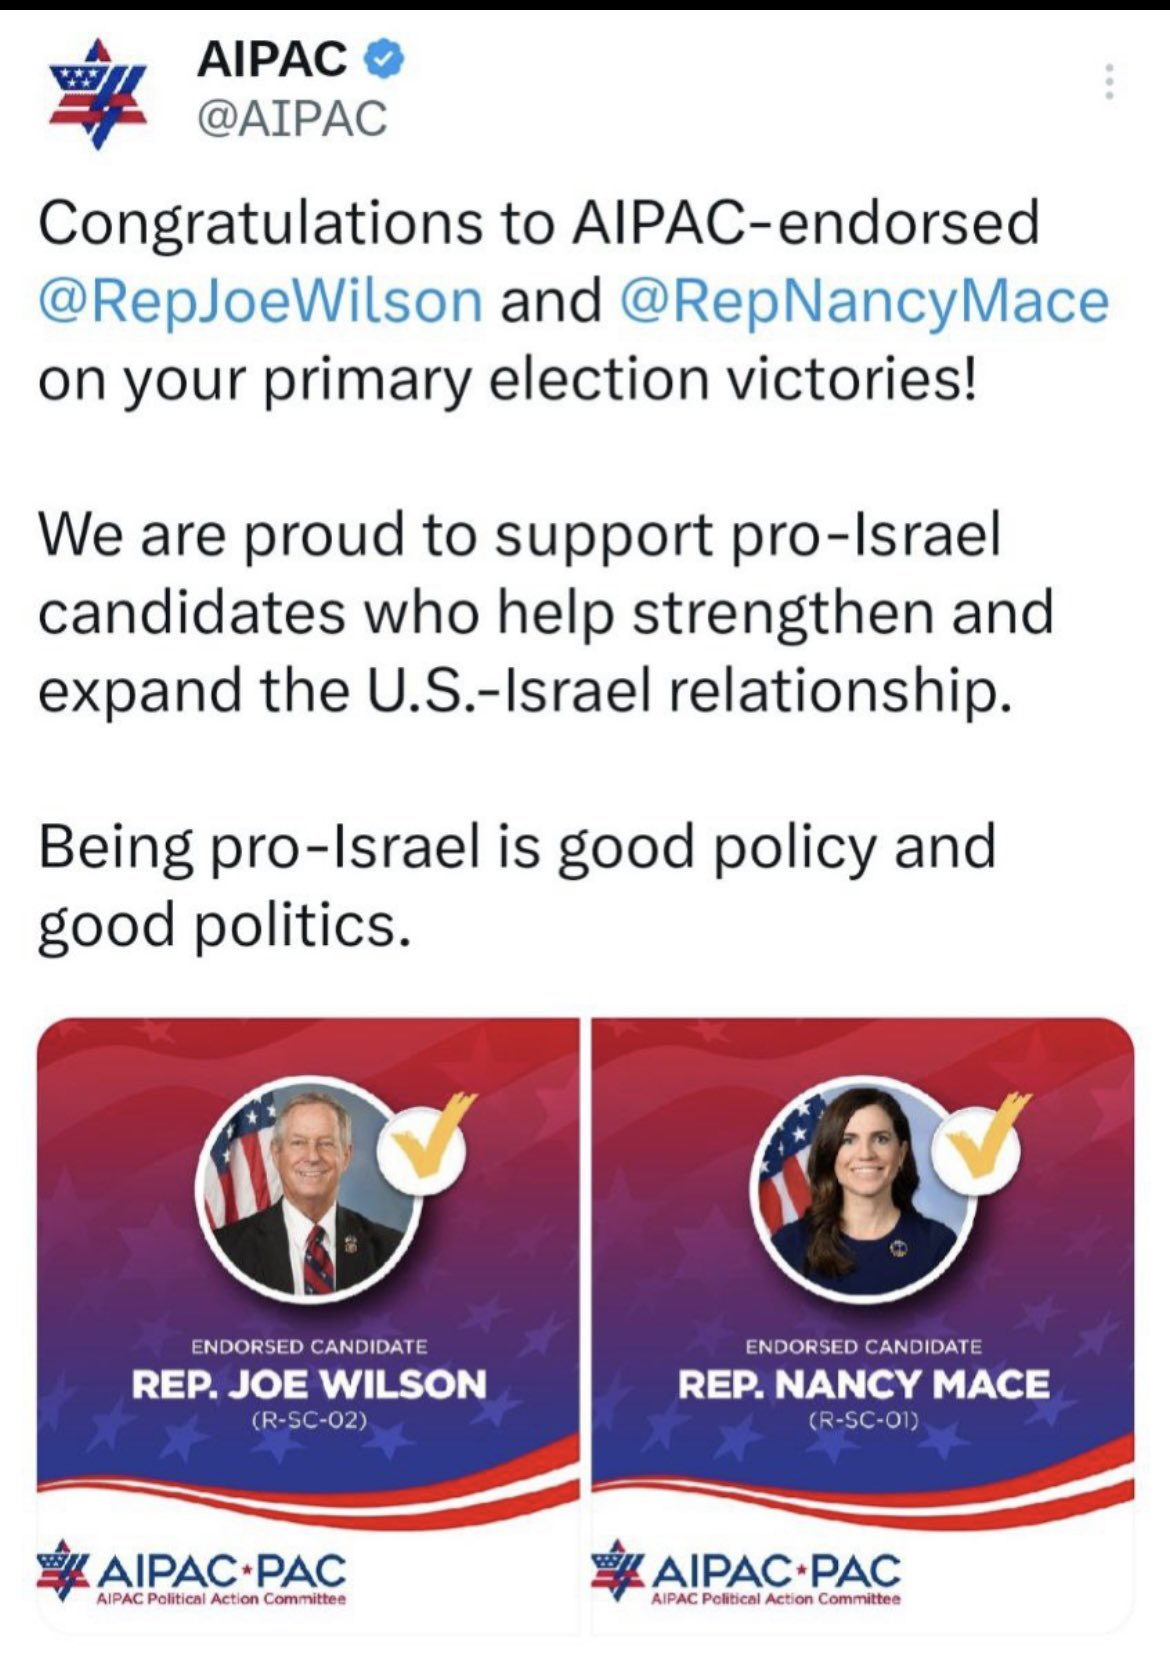 AIPAC
@AIPAC
Congratulations to AIPAC-endorsed
@RepJoeWilson and @RepNancyMace
on your primary election victories!
We are proud to support pro-Israel
candidates who help strengthen and
expand the U.S.-Israel relationship.
Being pro-Israel is good policy and
good politics.
ENDORSED CANDIDATE
REP. JOE WILSON
(R-SC-02)
AIPAC PAC
AIPAC Political Action Committee
ENDORSED CANDIDATE
REP. NANCY MACE
(R-SC-01)
AIPAC PAC
AIPAC Political Action Committee